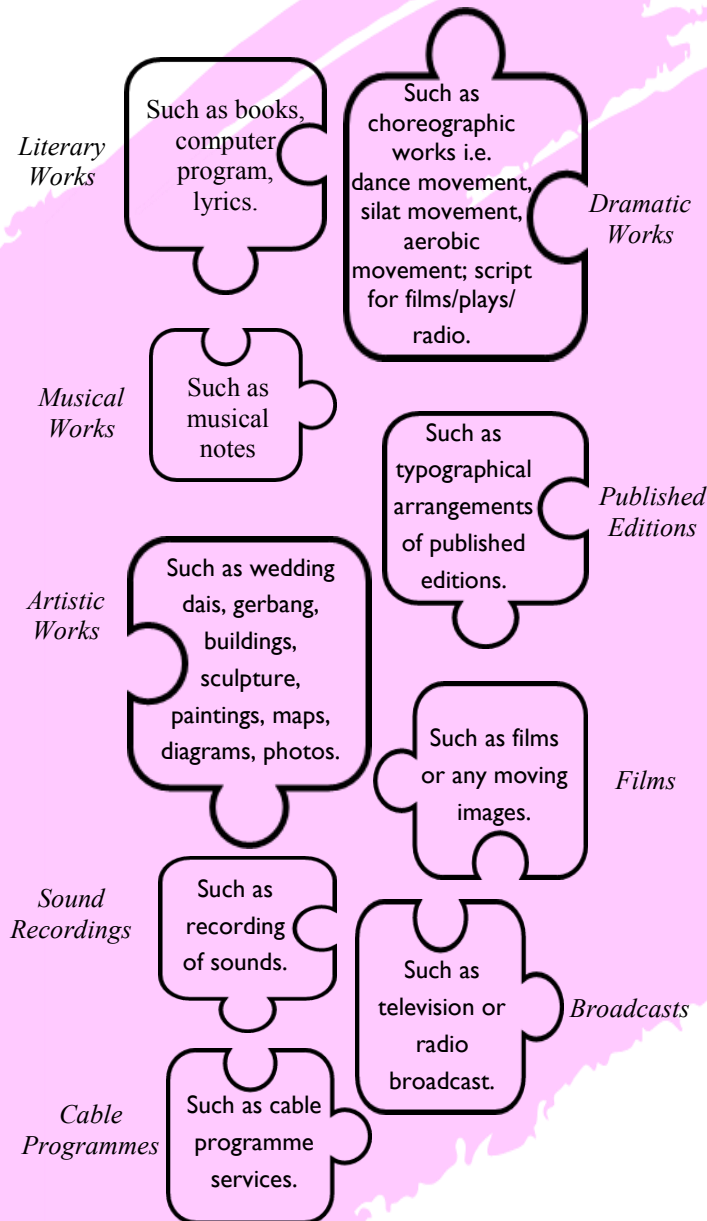 Literary
Works
Such as books,
computer
program,
lyrics.
Such as
choreographic
works i.e.
dance movement,
silat movement,
aerobic
movement; script
for films/plays/
radio.
Dramatic
Works
Musical
Works
Such as
musical
notes
Such as
typographical
arrangements
of published
editions.
Published
Editions
Artistic
Works
Such as wedding
dais, gerbang,
buildings,
sculpture,
paintings, maps,
diagrams, photos.
Such as films
or any moving
images.
Films
Sound
Recordings
Such as
recording
of sounds.
Such as
television or
radio
broadcast.
Broadcasts
Cable
Programmes
Such as cable
programme
services.